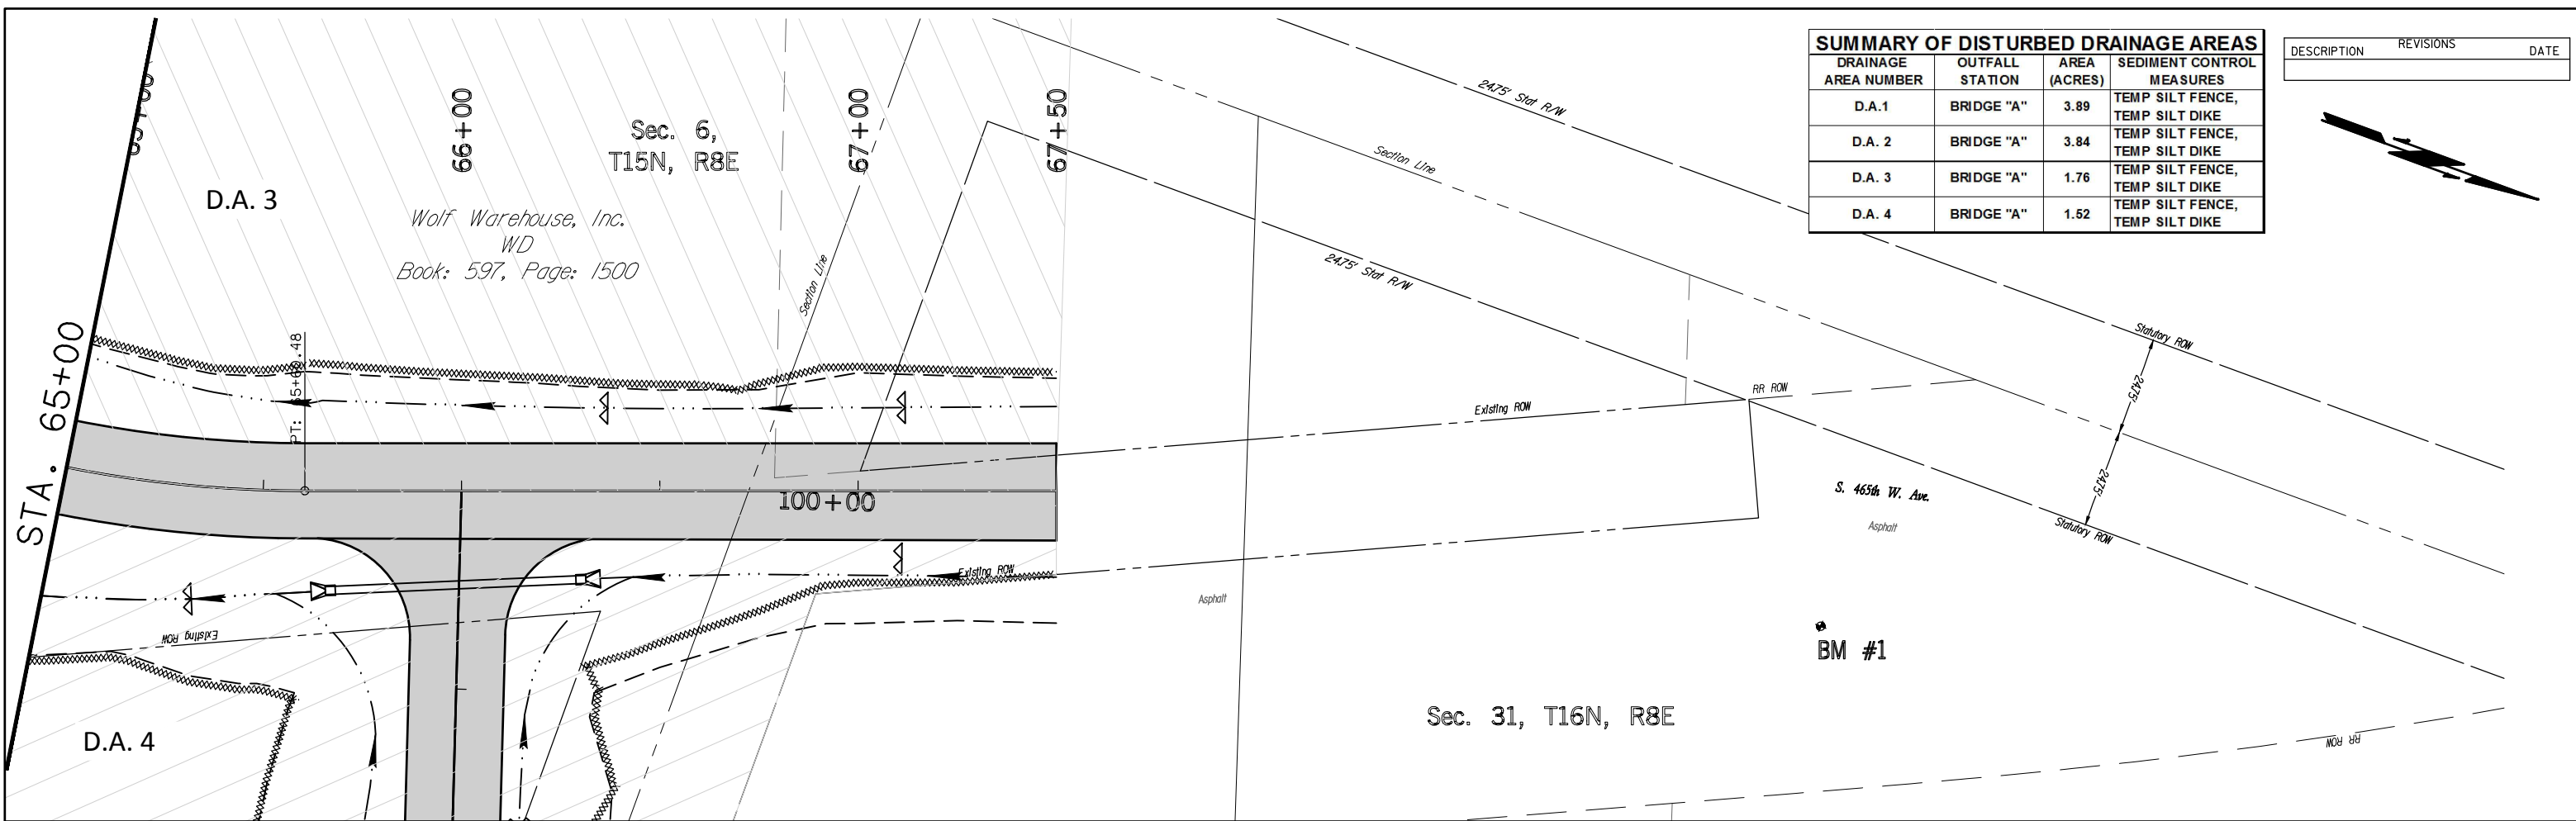 SUMMARY OF DISTURBED DRAINAGE AREAS
DRAINAGE AREA NUMBER OUTFALL STATION AREA (ACRES) SEDIMENT CONTROL MEASURES
D.A.1 BRIDGE "A" 3.89 TEMP SILT FENCE, TEMP SILT DIKE
D.A. 2 BRIDGE "A" 3.84 TEMP SILT FENCE, TEMP SILT DIKE
D.A. 3 BRIDGE "A" 1.76 TEMP SILT FENCE, TEMP SILT DIKE
D.A. 4 BRIDGE "A" 1.52 TEMP SILT FENCE, TEMP SILT DIKE
REVISIONS
DESCRIPTION DATE
66+00
67+00
67+50
Sec. 6,
T15N, R8E
D.A. 3
Wolf Warehouse, Inc.
WD
Book: 597, Page: 1500
Section Line
24.75' Stat R/W
Section Line
24.75' Stat R/W
STA. 65+00
100+00
Existing ROW
RR ROW
Statutory ROW
24.75'
24.75'
Statutory ROW
S. 465th W. Ave.
Asphalt
Existing ROW
Asphalt
Existing ROW
BM #1
Sec. 31, T16N, R8E
D.A. 4
RR ROW